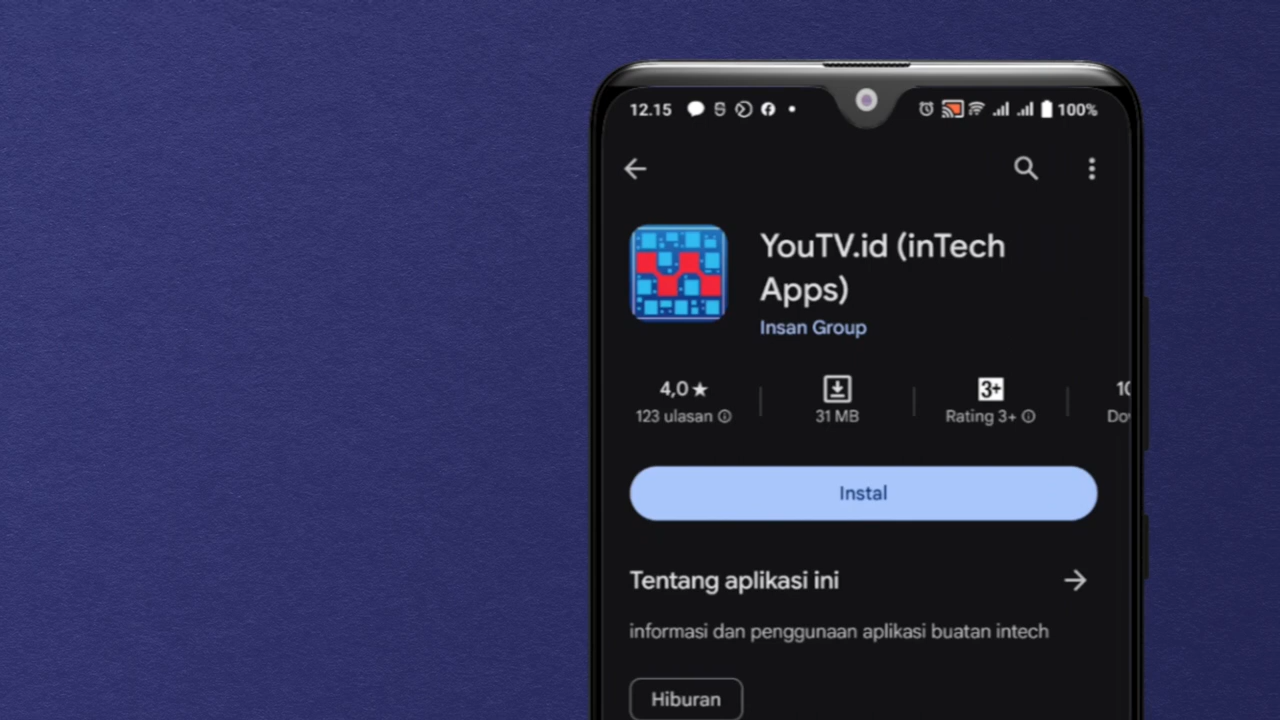 12.15
100%
YouTV.id (inTech
Apps)
Insan Group
4,0★
123 ulasan
31 MB
3+
Rating 3+
Instal
Tentang aplikasi ini
informasi dan penggunaan aplikasi buatan intech
Hiburan